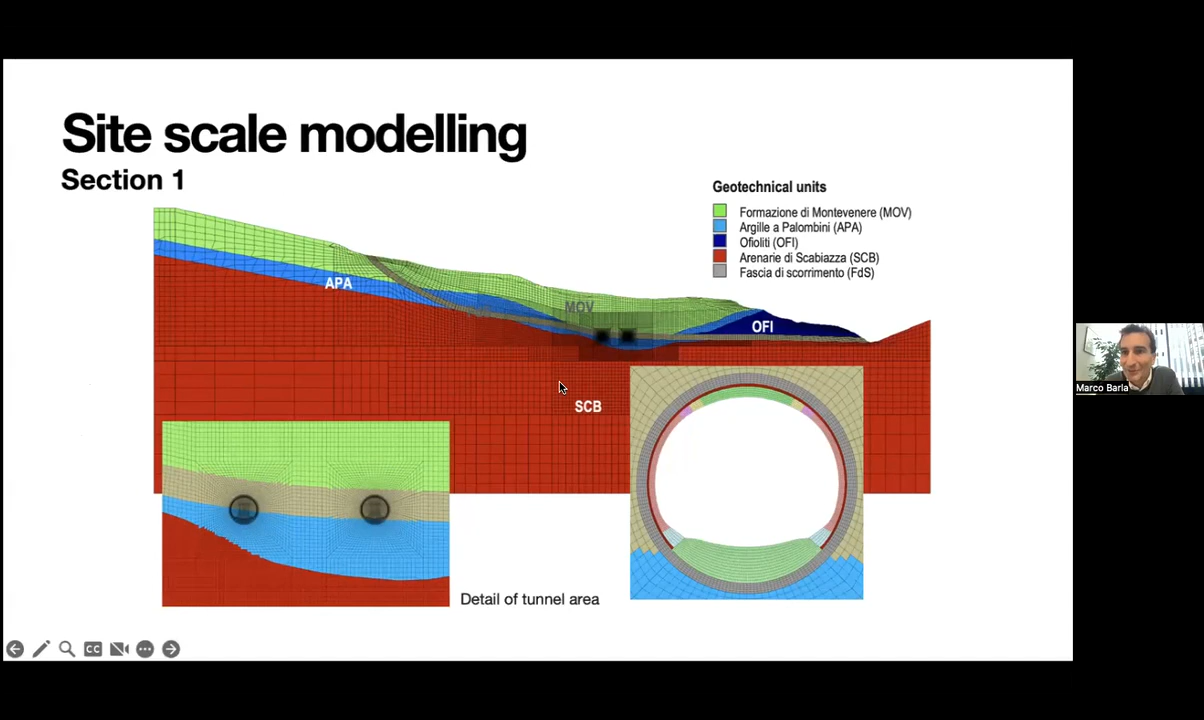 Site scale modelling
Section 1
Geotechnical units
Formazione di Montevenere (MOV)
Argille a Palombini (APA)
Ofioliti (OFI)
Arenarie di Scabiazza (SCB)
Fascia di scorrimento (FdS)
APA
MOV
OFI
SCB
Detail of tunnel area
Marco Barla
CC